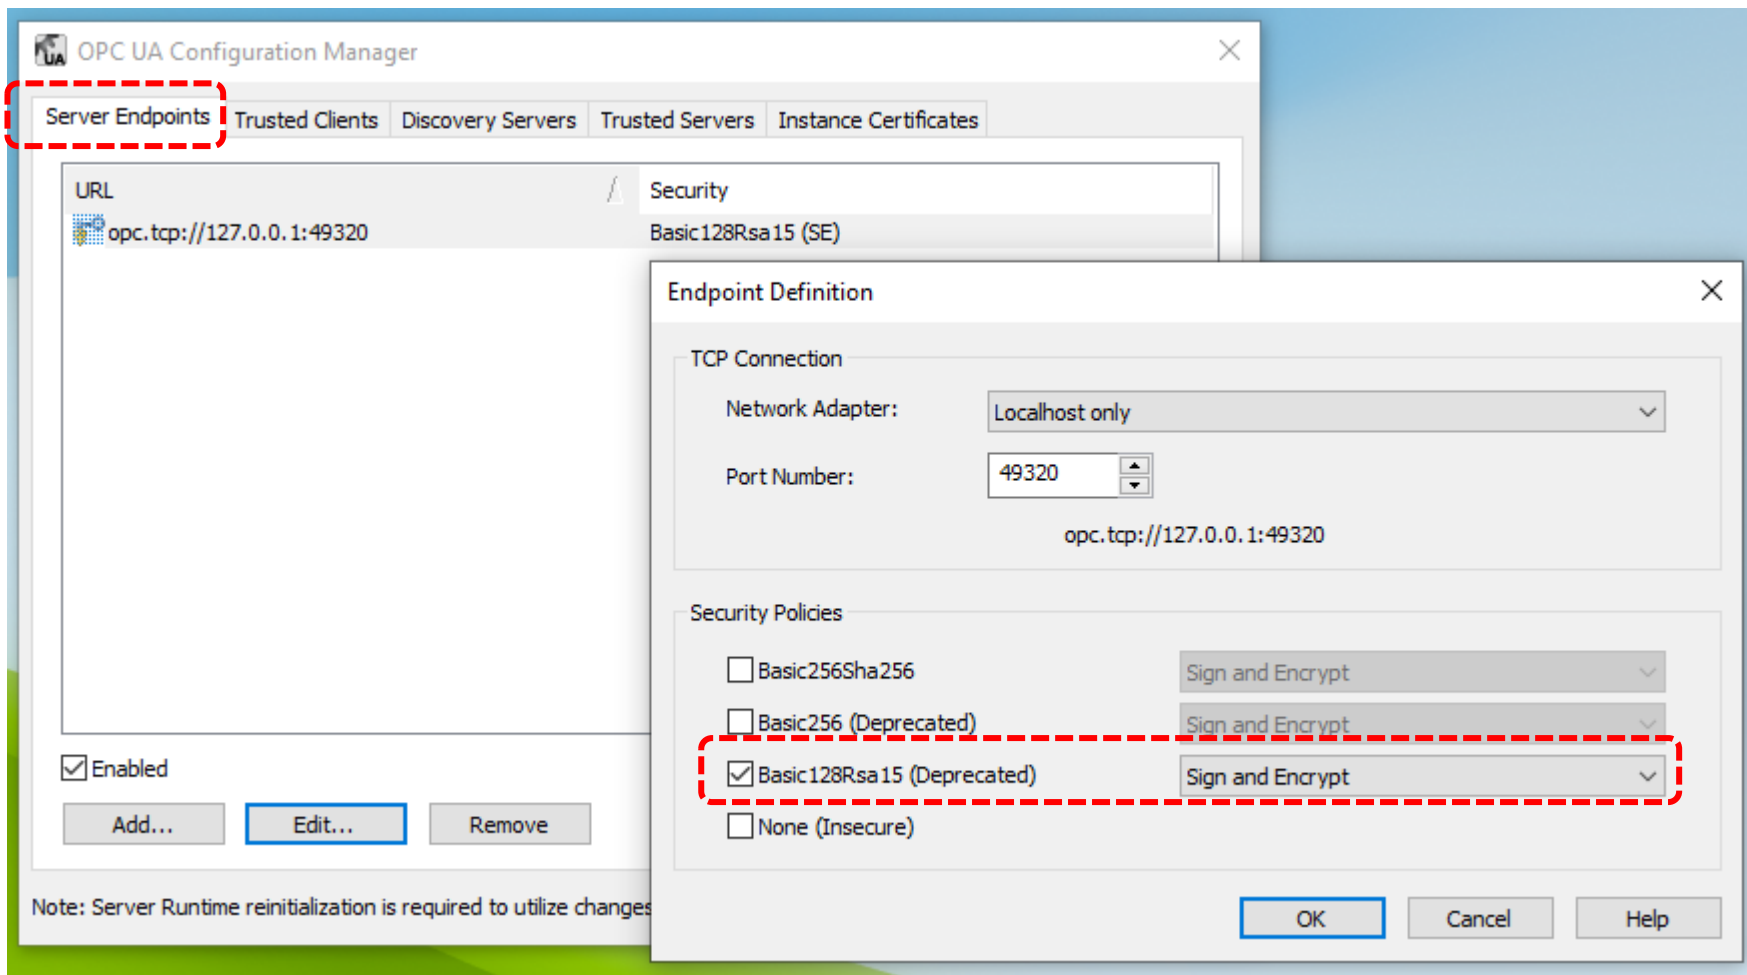 OPC UA Configuration Manager
Server Endpoints Trusted Clients Discovery Servers Trusted Servers Instance Certificates
URL Security
opc.tcp://127.0.0.1:49320 Basic128Rsa15 (SE)
Enabled
Add... Edit... Remove
Note: Server Runtime reinitialization is required to utilize changes
Endpoint Definition
TCP Connection
Network Adapter: Localhost only
Port Number: 49320
opc.tcp://127.0.0.1:49320
Security Policies
Basic256Sha256 Sign and Encrypt
Basic256 (Deprecated) Sign and Encrypt
Basic128Rsa15 (Deprecated) Sign and Encrypt
None (Insecure)
OK Cancel Help
UA